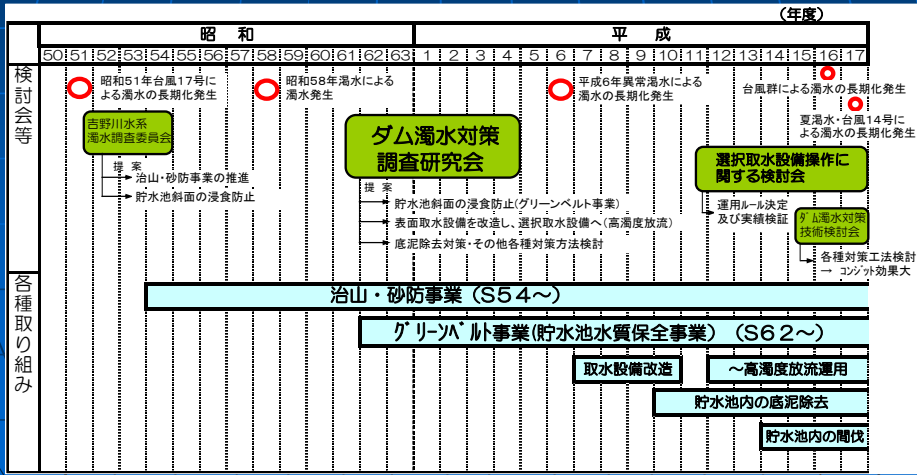 (年度)
昭 和
平 成
50 51 52 53 54 55 56 57 58 59 60 61 62 63 1 2 3 4 5 6 7 8 9 10 11 12 13 14 15 16 17
検討会等
昭和51年台風17号に
よる濁水の長期化発生
昭和58年渇水による
濁水発生
平成6年異常渇水による
濁水の長期化発生
台風群による濁水の長期化発生
夏渇水・台風14号に
よる濁水の長期化発生
吉野川水系
濁水調査委員会
提 案
治山・砂防事業の推進
貯水池斜面の浸食防止
ダム濁水対策
調査研究会
提 案
貯水池斜面の浸食防止(グリーンベルト事業)
表面取水設備を改造し、選択取水設備へ(高濁度放流)
底泥除去対策・その他各種対策方法検討
選択取水設備操作に
関する検討会
運用ルール決定
及び実績検証
ダム濁水対策
技術検討会
各種対策工法検討
→ コンジット効果大
各種取り組み
治山・砂防事業 (S54～)
グリーンベルト事業(貯水池水質保全事業) (S62～)
取水設備改造
～高濁度放流運用
貯水池内の底泥除去
貯水池内の間伐